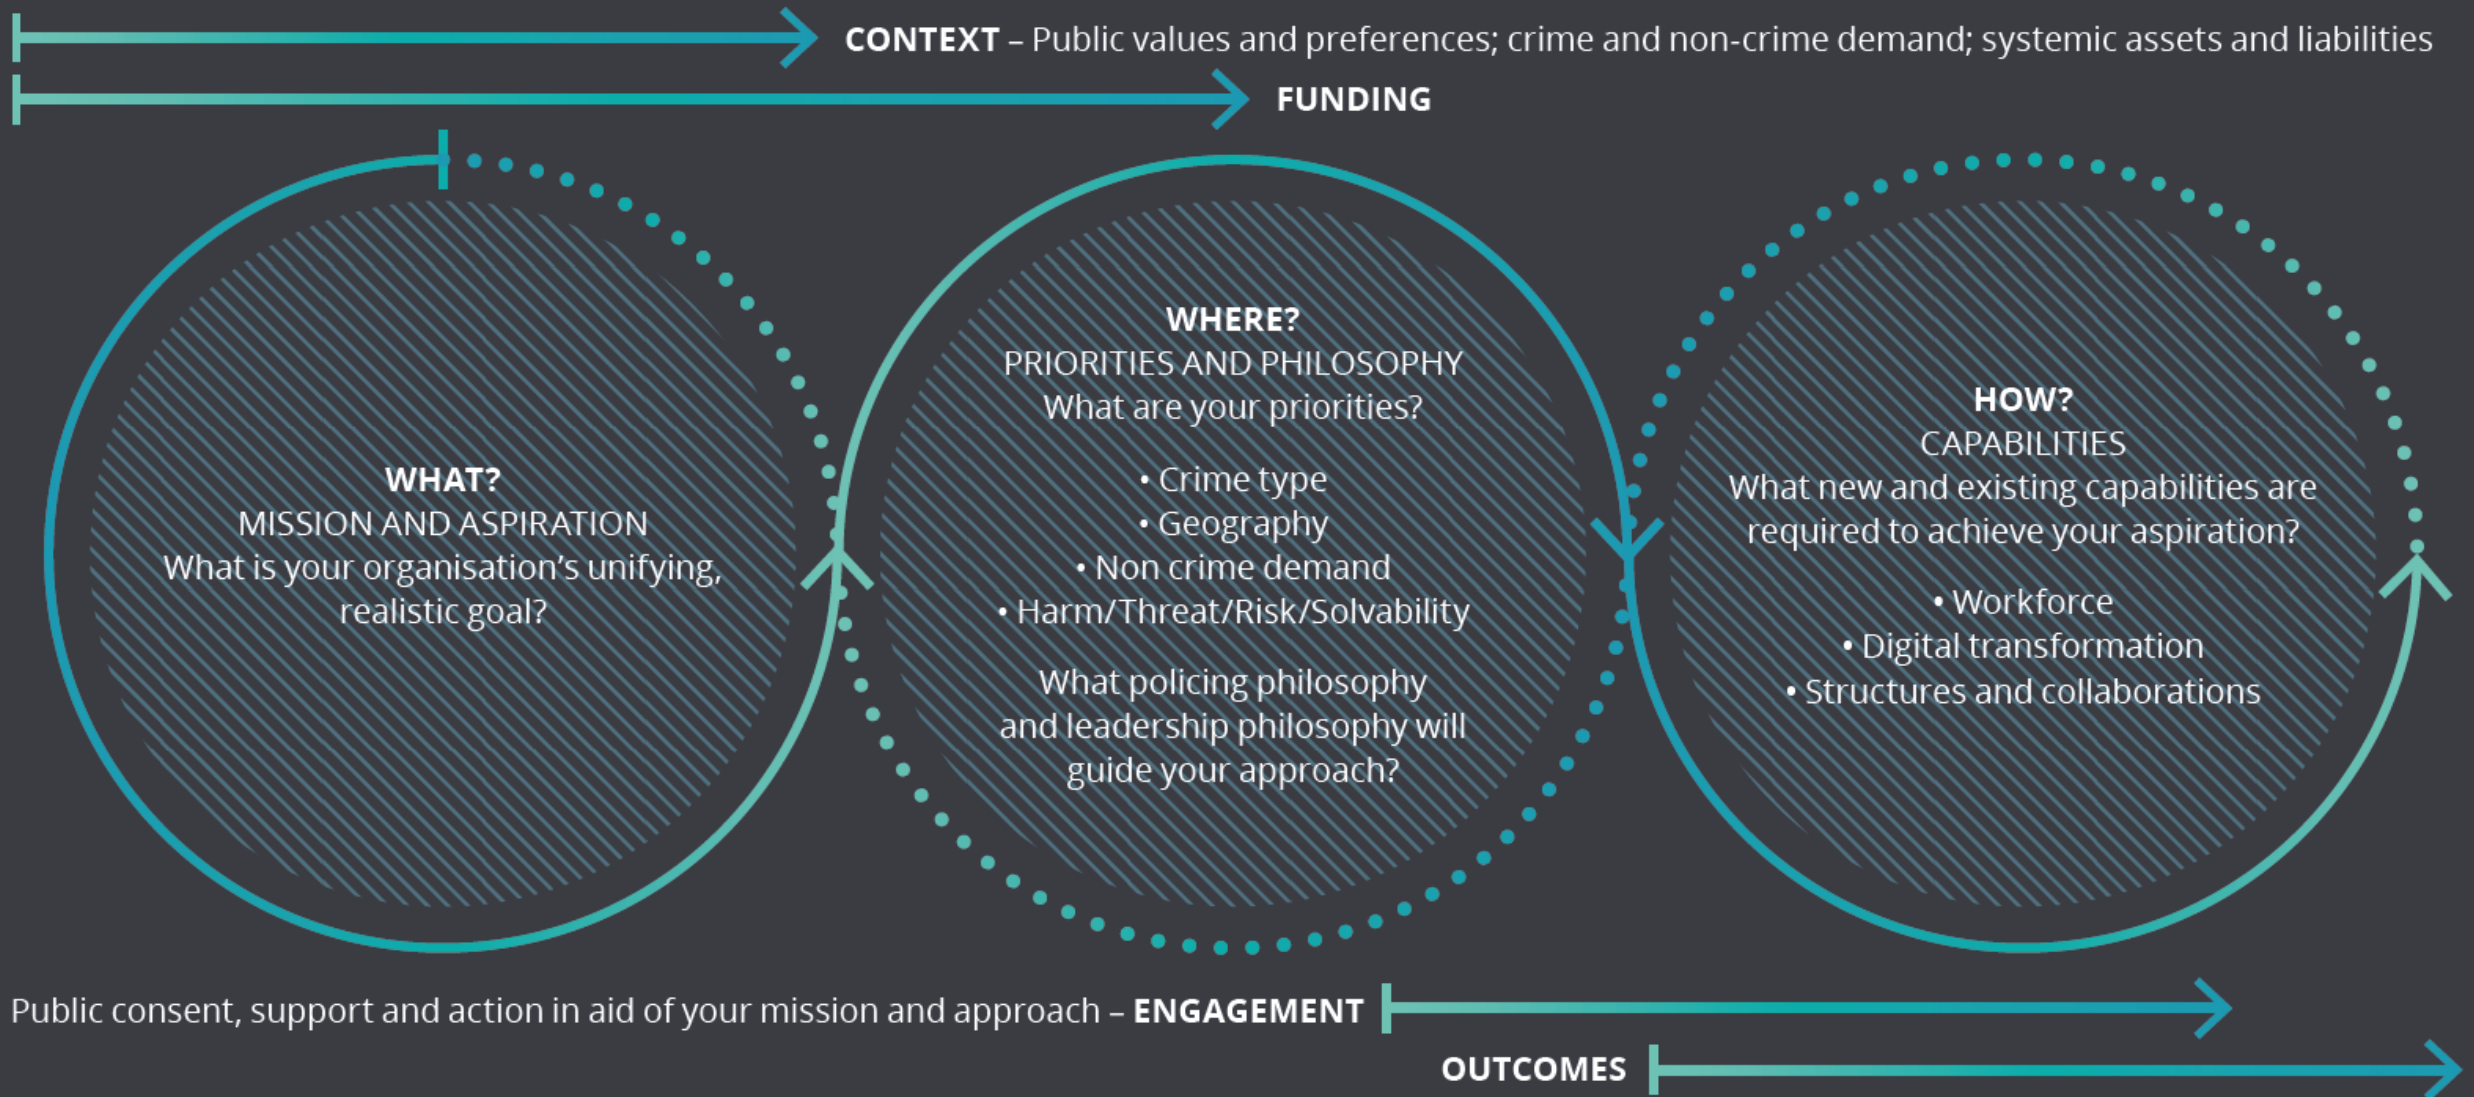 CONTEXT – Public values and preferences; crime and non-crime demand; systemic assets and liabilities
FUNDING
WHAT?
MISSION AND ASPIRATION
What is your organisation’s unifying,
realistic goal?
WHERE?
PRIORITIES AND PHILOSOPHY
What are your priorities?
• Crime type
• Geography
• Non crime demand
• Harm/Threat/Risk/Solvability
What policing philosophy
and leadership philosophy will
guide your approach?
HOW?
CAPABILITIES
What new and existing capabilities are
required to achieve your aspiration?
• Workforce
• Digital transformation
• Structures and collaborations
Public consent, support and action in aid of your mission and approach – ENGAGEMENT
OUTCOMES